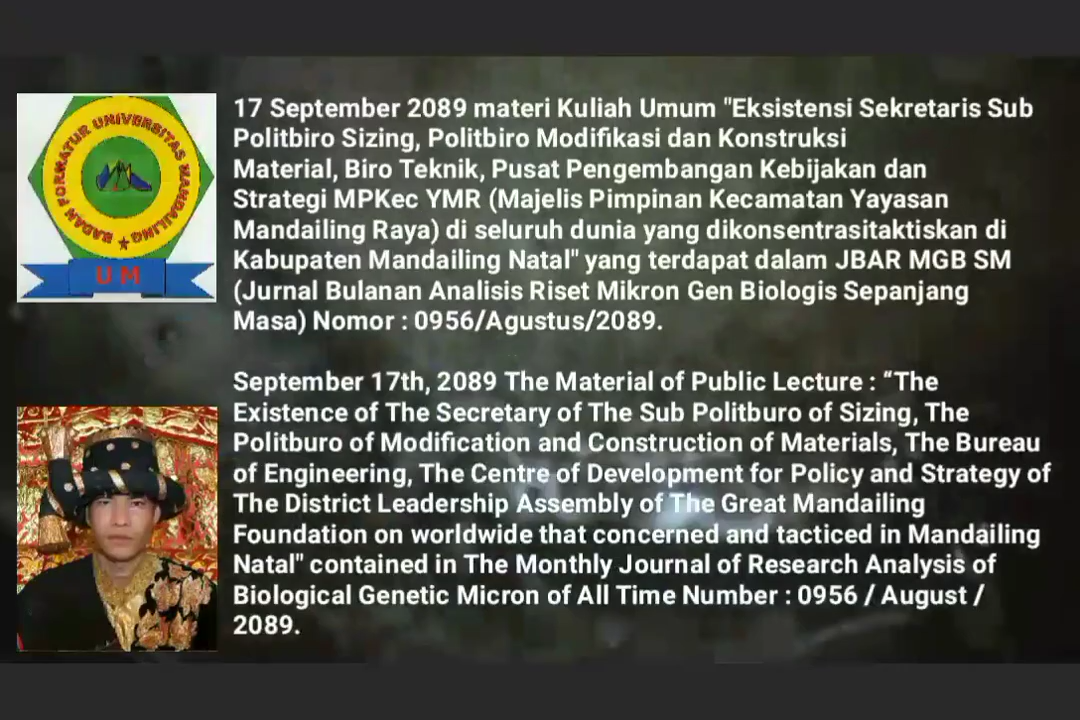 BADAN FORMATUR UNIVERSITAS MANDAILING
U M
17 September 2089 materi Kuliah Umum "Eksistensi Sekretaris Sub
Politbiro Sizing, Politbiro Modifikasi dan Konstruksi
Material, Biro Teknik, Pusat Pengembangan Kebijakan dan
Strategi MPKec YMR (Majelis Pimpinan Kecamatan Yayasan
Mandailing Raya) di seluruh dunia yang dikonsentrasitaktiskan di
Kabupaten Mandailing Natal" yang terdapat dalam JBAR MGB SM
(Jurnal Bulanan Analisis Riset Mikron Gen Biologis Sepanjang
Masa) Nomor : 0956/Agustus/2089.
September 17th, 2089 The Material of Public Lecture : “The
Existence of The Secretary of The Sub Politburo of Sizing, The
Politburo of Modification and Construction of Materials, The Bureau
of Engineering, The Centre of Development for Policy and Strategy of
The District Leadership Assembly of The Great Mandailing
Foundation on worldwide that concerned and tacticed in Mandailing
Natal" contained in The Monthly Journal of Research Analysis of
Biological Genetic Micron of All Time Number : 0956 / August /
2089.